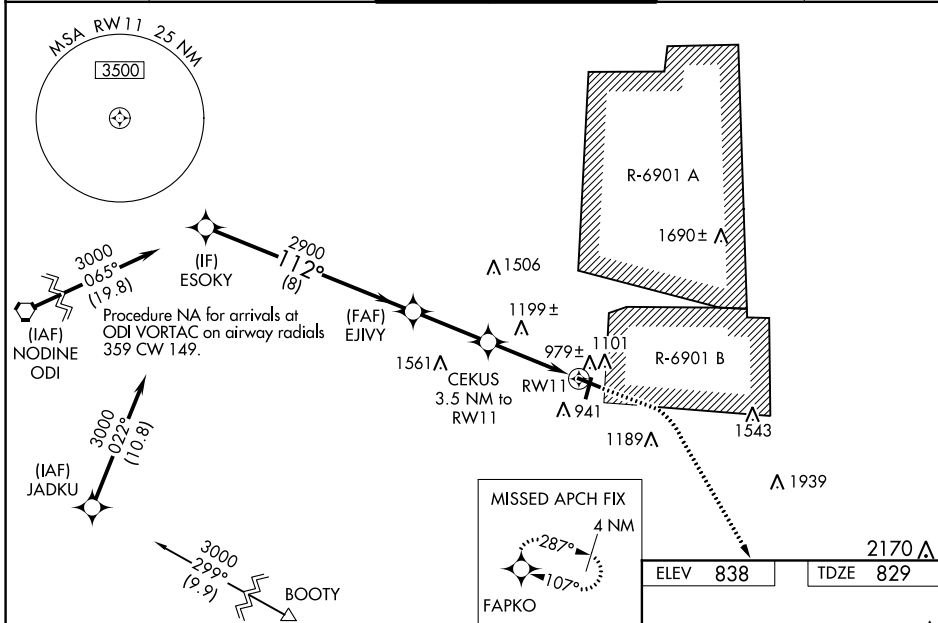 MSA RW11 25 NM
3500
R-6901 A
1690±
2900
112°
(8)
(IF)
ESOKY
1506
3000
065°
(19.8)
(IAF)
NODINE
ODI
Procedure NA for arrivals at
ODI VORTAC on airway radials
359 CW 149.
(FAF)
EJIVY
1199±
1561
CEKUS
3.5 NM to
RW11
979±
1101
RW11
R-6901 B
941
1189
1543
3000
022°
(10.8)
(IAF)
JADKU
1939
MISSED APCH FIX
4 NM
287°
107°
FAPKO
3000
299°
(9.9)
BOOTY
2170
ELEV 838
TDZE 829